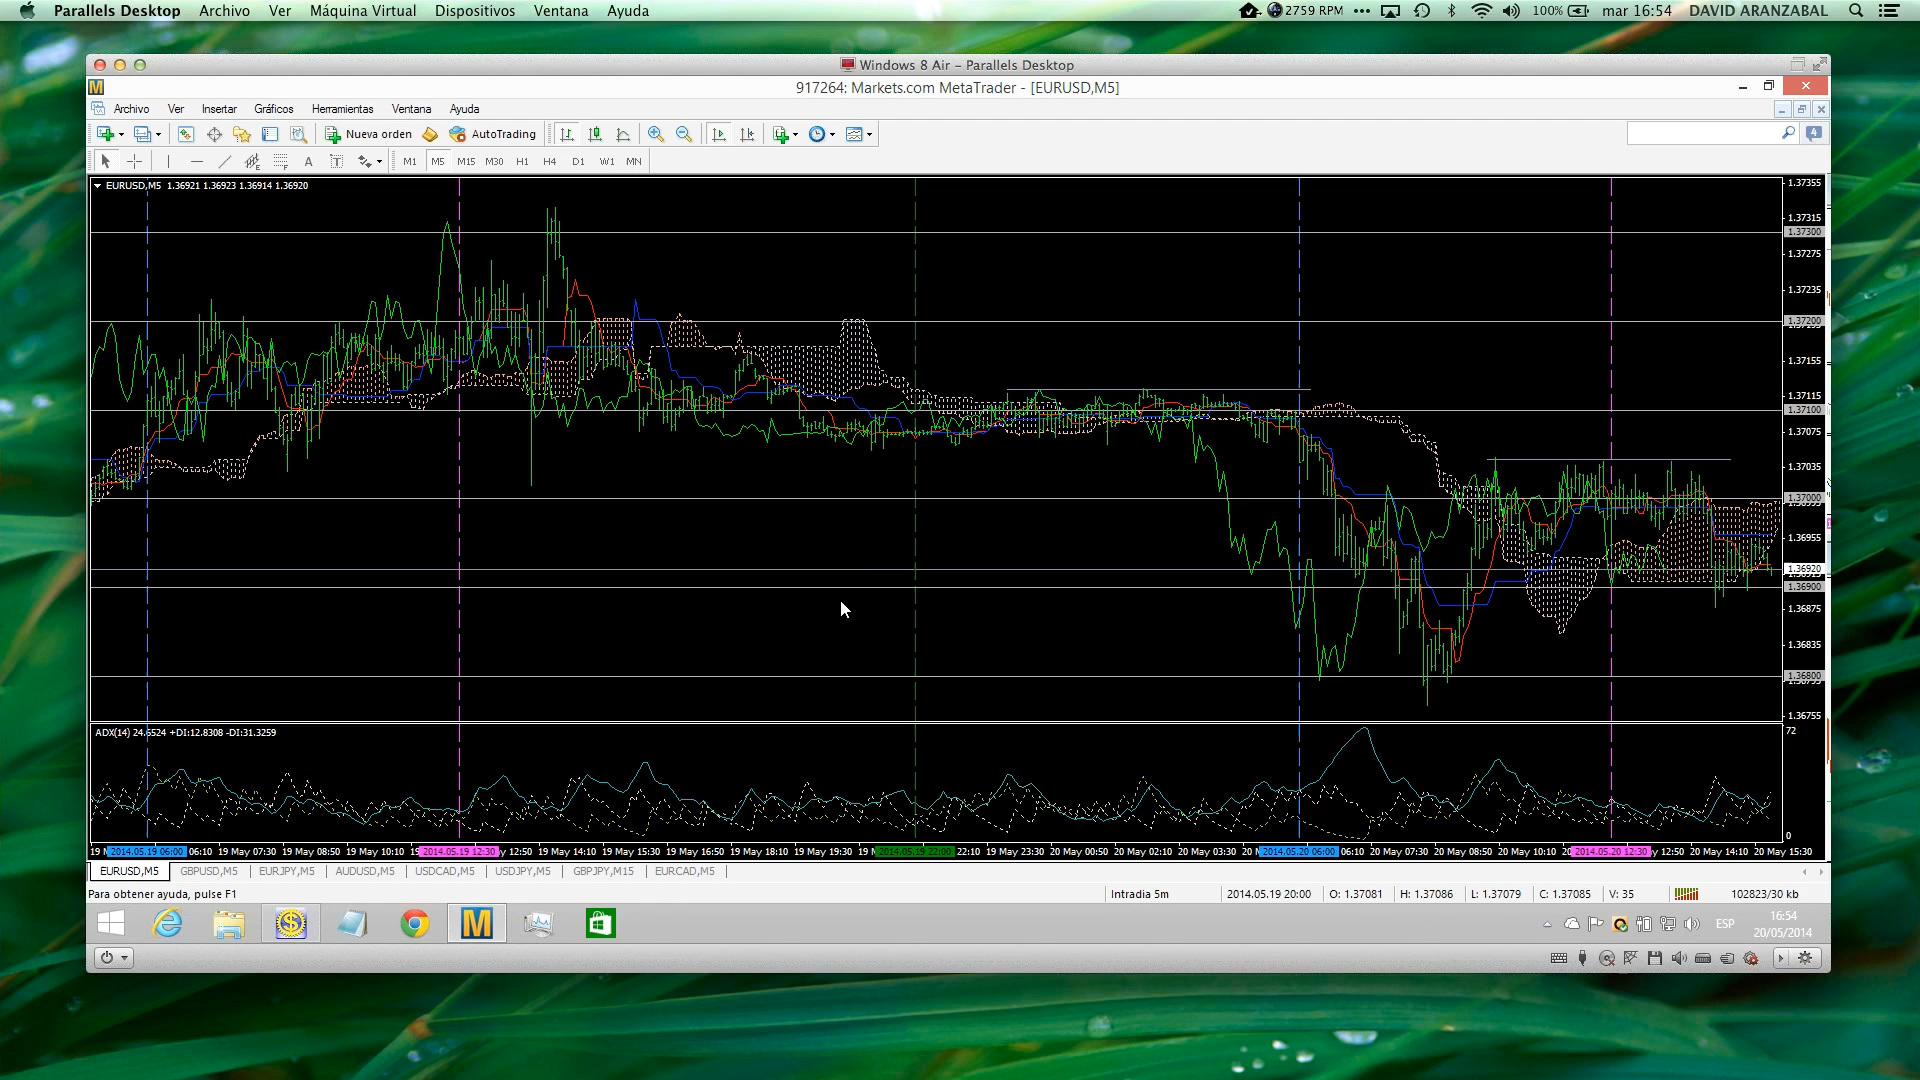 Parallels Desktop Archivo Ver Máquina Virtual Dispositivos Ventana Ayuda 2759 RPM 100% mar 16:54 DAVID ARANZABAL
Windows 8 Air - Parallels Desktop
917264: Markets.com MetaTrader - [EURUSD,M5]
Archivo Ver Insertar Gráficos Herramientas Ventana Ayuda
Nueva orden AutoTrading 4
A T M1 M5 M15 M30 H1 H4 D1 W1 MN
EURUSD,M5 1.36921 1.36923 1.36914 1.36920
1.37355
1.37315
1.37300
1.37275
1.37235
1.37200
1.37155
1.37115
1.37100
1.37075
1.37035
1.37000
1.36955
1.36920
1.36900
1.36875
1.36835
1.36800
1.36755
ADX(14) 24.6524 +DI:12.8308 -DI:31.3259
72
0
2014.05.19 06:00 06:10 19 May 07:30 19 May 08:50 19 May 10:10 2014.05.19 12:30 12:50 19 May 14:10 19 May 15:30 19 May 16:50 19 May 18:10 19 May 19:30 2014.05.19 22:00 22:10 19 May 23:30 20 May 00:50 20 May 02:10 20 May 03:30 2014.05.20 06:00 06:10 20 May 07:30 20 May 08:50 20 May 10:10 2014.05.20 12:30 12:50 20 May 14:10 20 May 15:30
EURUSD,M5 GBPUSD,M5 EURJPY,M5 AUDUSD,M5 USDCAD,M5 USDJPY,M5 GBPJPY,M15 EURCAD,M5
Para obtener ayuda, pulse F1 Intradia 5m 2014.05.19 20:00 O: 1.37081 H: 1.37086 L: 1.37079 C: 1.37085 V: 35 102823/30 kb
ESP 16:54
20/05/2014